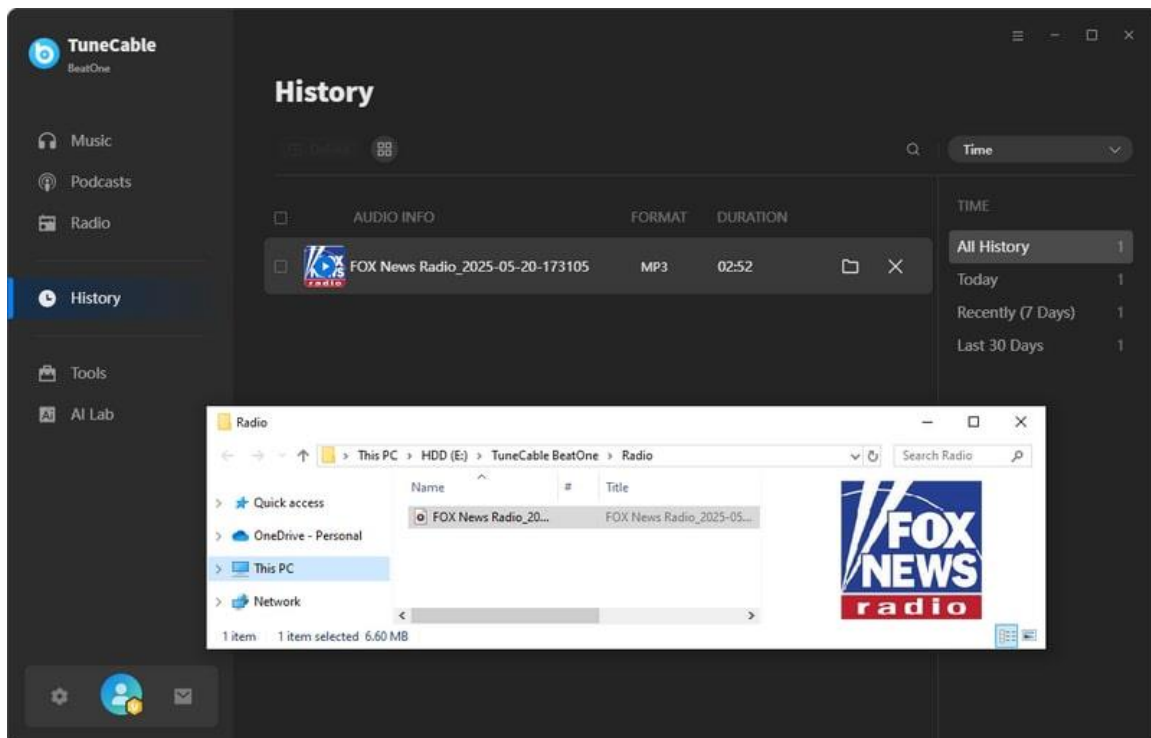 TuneCable
BeatOne
History
Music
Podcasts
Radio
History
Tools
AI Lab
Time
AUDIO INFO FORMAT DURATION
FOX News Radio_2025-05-20-173105 MP3 02:52
TIME
All History 1
Today 1
Recently (7 Days) 1
Last 30 Days 1
Radio
This PC > HDD (E:) > TuneCable BeatOne > Radio
Search Radio
Quick access
OneDrive - Personal
This PC
Network
Name # Title
FOX News Radio_20... FOX News Radio_2025-05...
FOX
NEWS
radio
1 item 1 item selected 6.60 MB